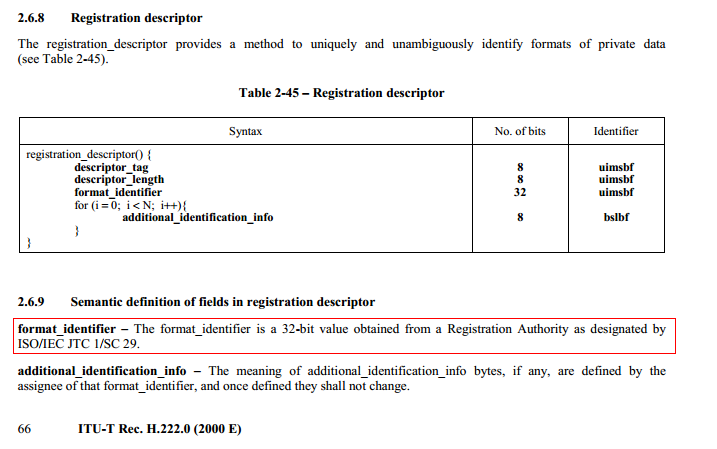 2.6.8 Registration descriptor
The registration_descriptor provides a method to uniquely and unambiguously identify formats of private data
(see Table 2-45).
Table 2-45 – Registration descriptor
Syntax No. of bits Identifier
registration_descriptor() {
descriptor_tag 8 uimsbf
descriptor_length 8 uimsbf
format_identifier 32 uimsbf
for (i = 0; i < N; i++){
additional_identification_info 8 bslbf
}
}
2.6.9 Semantic definition of fields in registration descriptor
format_identifier – The format_identifier is a 32-bit value obtained from a Registration Authority as designated by
ISO/IEC JTC 1/SC 29.
additional_identification_info – The meaning of additional_identification_info bytes, if any, are defined by the
assignee of that format_identifier, and once defined they shall not change.
66 ITU-T Rec. H.222.0 (2000 E)